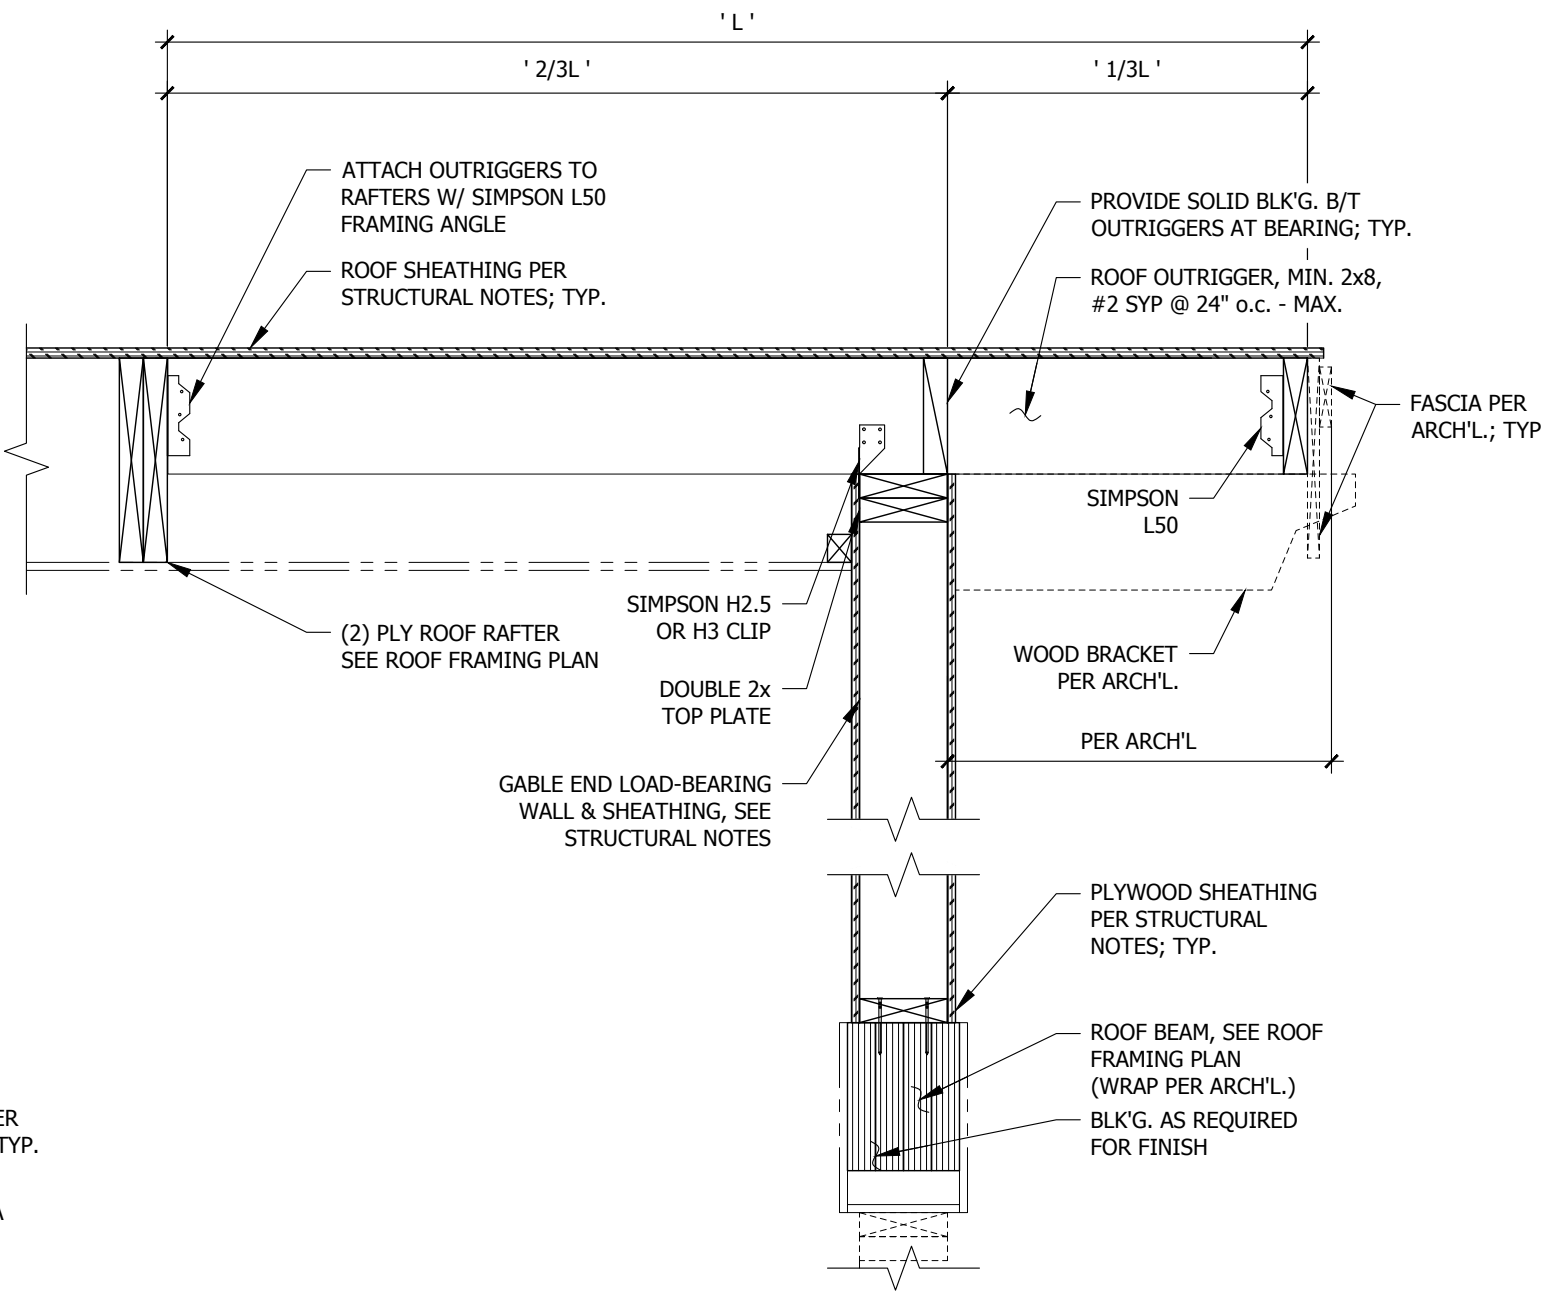 ' L '
' 2/3L '
' 1/3L '
ATTACH OUTRIGGERS TO
RAFTERS W/ SIMPSON L50
FRAMING ANGLE
ROOF SHEATHING PER
STRUCTURAL NOTES; TYP.
PROVIDE SOLID BLK'G. B/T
OUTRIGGERS AT BEARING; TYP.
ROOF OUTRIGGER, MIN. 2x8,
#2 SYP @ 24" o.c. - MAX.
FASCIA PER
ARCH'L.; TYP
SIMPSON
L50
SIMPSON H2.5
OR H3 CLIP
(2) PLY ROOF RAFTER
SEE ROOF FRAMING PLAN
WOOD BRACKET
PER ARCH'L.
DOUBLE 2x
TOP PLATE
PER ARCH'L
GABLE END LOAD-BEARING
WALL & SHEATHING, SEE
STRUCTURAL NOTES
PLYWOOD SHEATHING
PER STRUCTURAL
NOTES; TYP.
ROOF BEAM, SEE ROOF
FRAMING PLAN
(WRAP PER ARCH'L.)
BLK'G. AS REQUIRED
FOR FINISH
ER
TYP.
A